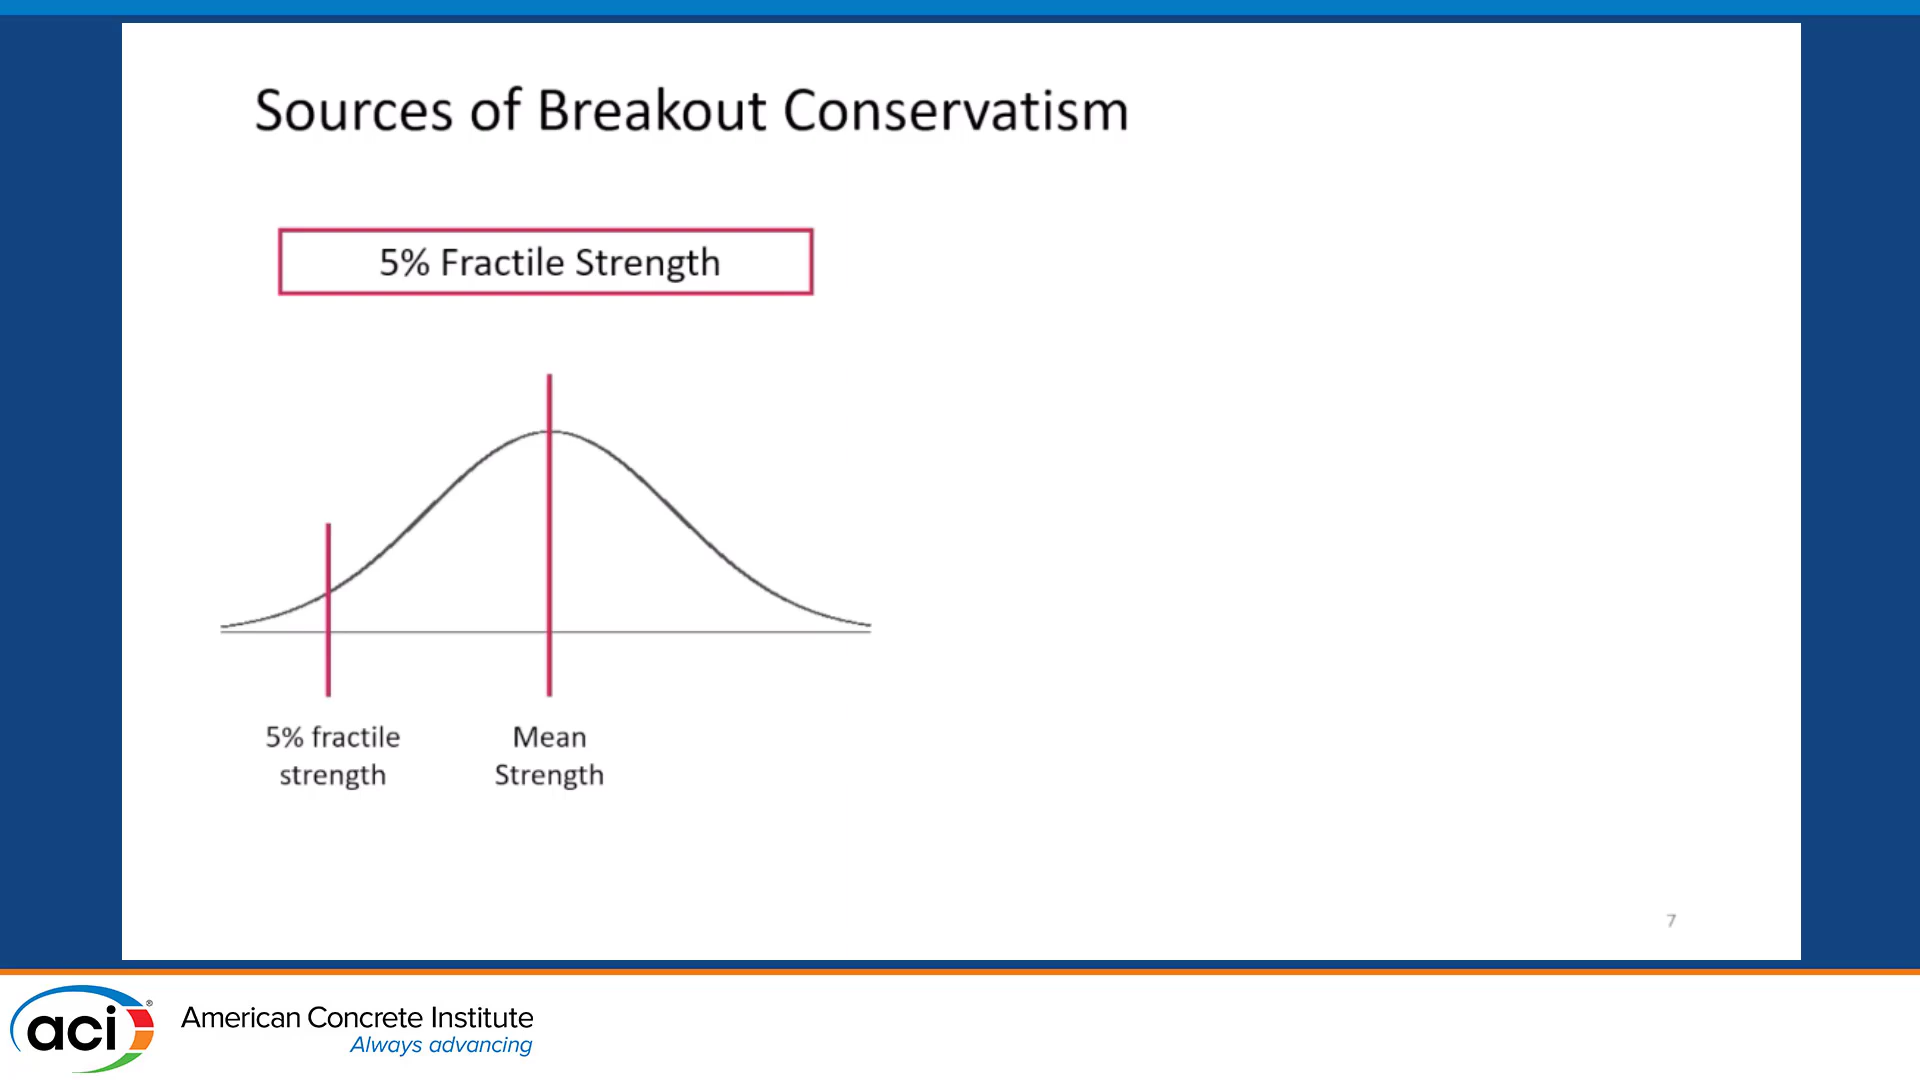 Sources of Breakout Conservatism
5% Fractile Strength
5% fractile
strength
Mean
Strength
7
aci®
American Concrete Institute
Always advancing